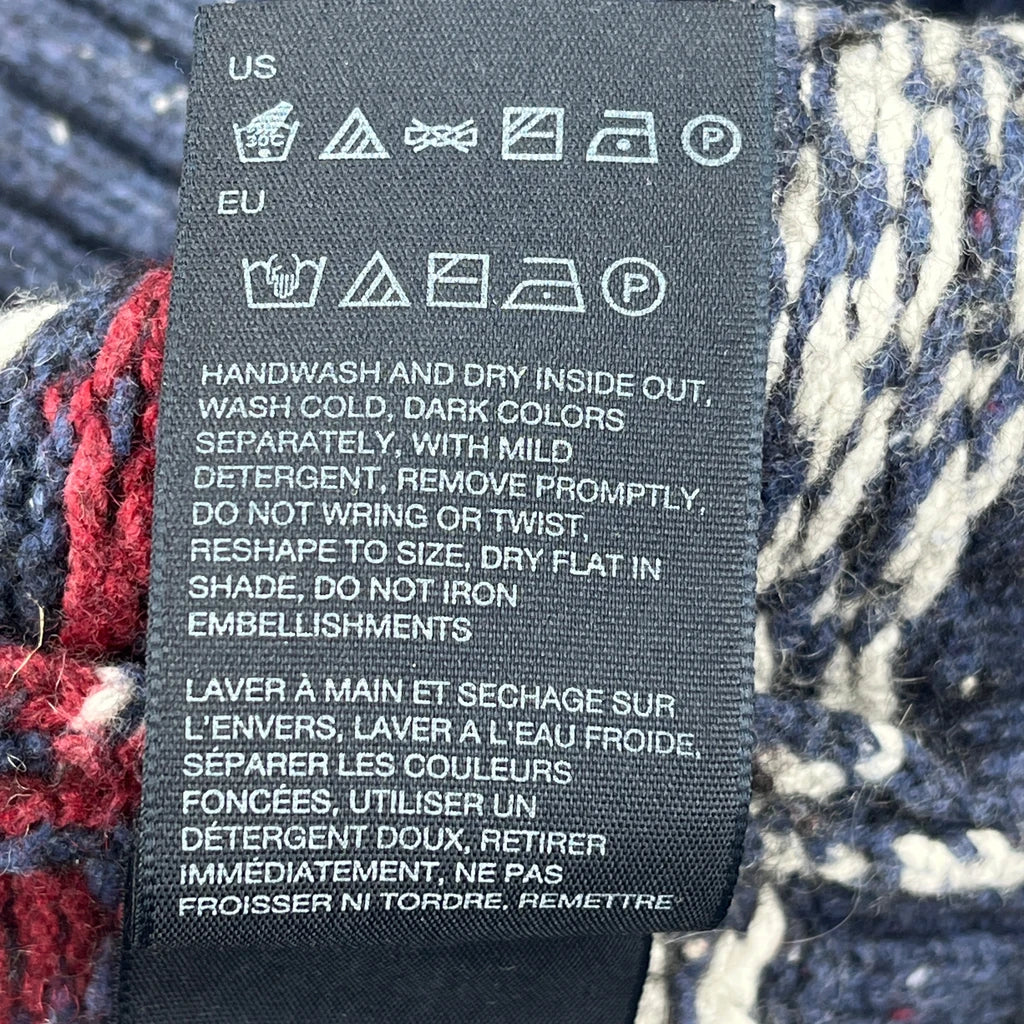 US
30C
P
EU
P
HANDWASH AND DRY INSIDE OUT,
WASH COLD, DARK COLORS
SEPARATELY, WITH MILD
DETERGENT, REMOVE PROMPTLY,
DO NOT WRING OR TWIST,
RESHAPE TO SIZE, DRY FLAT IN
SHADE, DO NOT IRON
EMBELLISHMENTS
LAVER À MAIN ET SECHAGE SUR
L'ENVERS, LAVER A L'EAU FROIDE,
SÉPARER LES COULEURS
FONCÉES, UTILISER UN
DÉTERGENT DOUX, RETIRER
IMMÉDIATEMENT, NE PAS
FROISSER NI TORDRE, REMETTRE